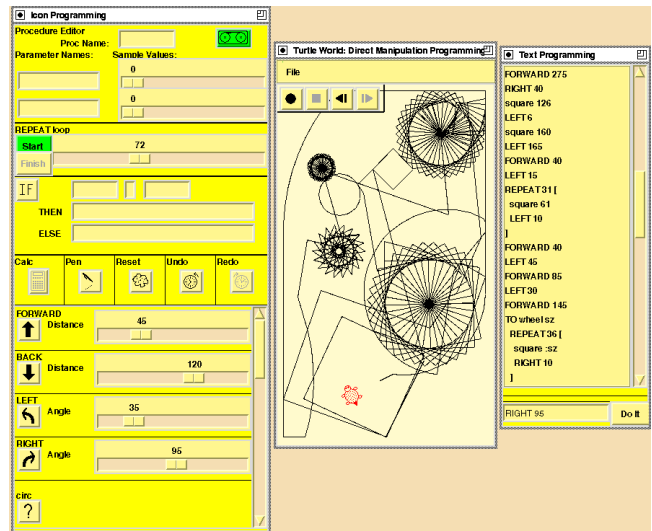 Icon Programming
Procedure Editor
Proc Name:
Parameter Names: Sample Values:
0
0
REPEAT loop
Start 72
Finish
IF
THEN
ELSE
Calc Pen Reset Undo Redo
FORWARD
Distance 45
BACK
Distance 120
LEFT
Angle 35
RIGHT
Angle 95
circ
?
Turtle World: Direct Manipulation Programming
File
Text Programming
FORWARD 275
RIGHT 40
square 126
LEFT 6
square 160
LEFT 165
FORWARD 40
LEFT 15
REPEAT 31 [
square 61
LEFT 10
]
FORWARD 40
LEFT 45
FORWARD 85
LEFT 30
FORWARD 145
TO wheel sz
REPEAT 36 [
square :sz
RIGHT 10
]
RIGHT 95 Do It